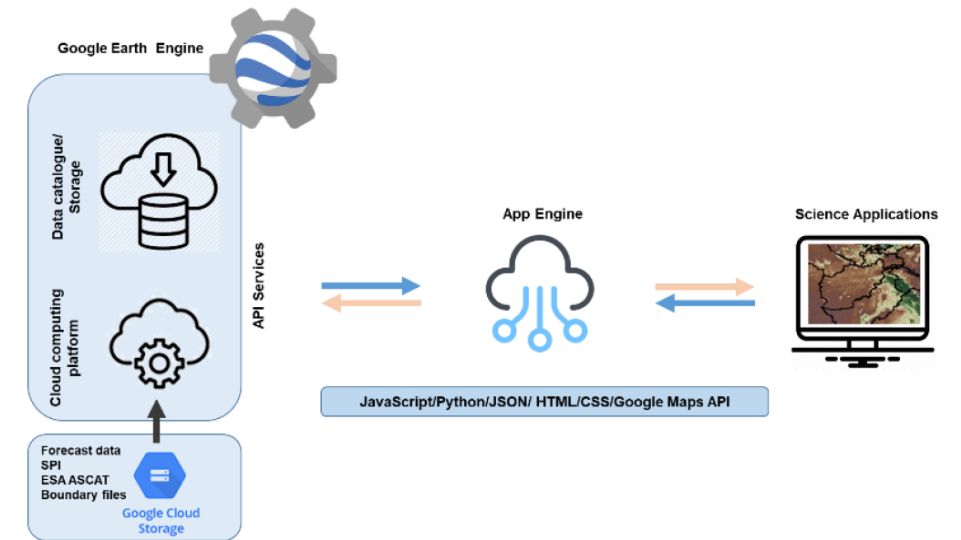 Google Earth Engine
Data catalogue/
Storage
Cloud computing
platform
API Services
Forecast data
SPI
ESA ASCAT
Boundary files
Google Cloud
Storage
App Engine
Science Applications
JavaScript/Python/JSON/ HTML/CSS/Google Maps API